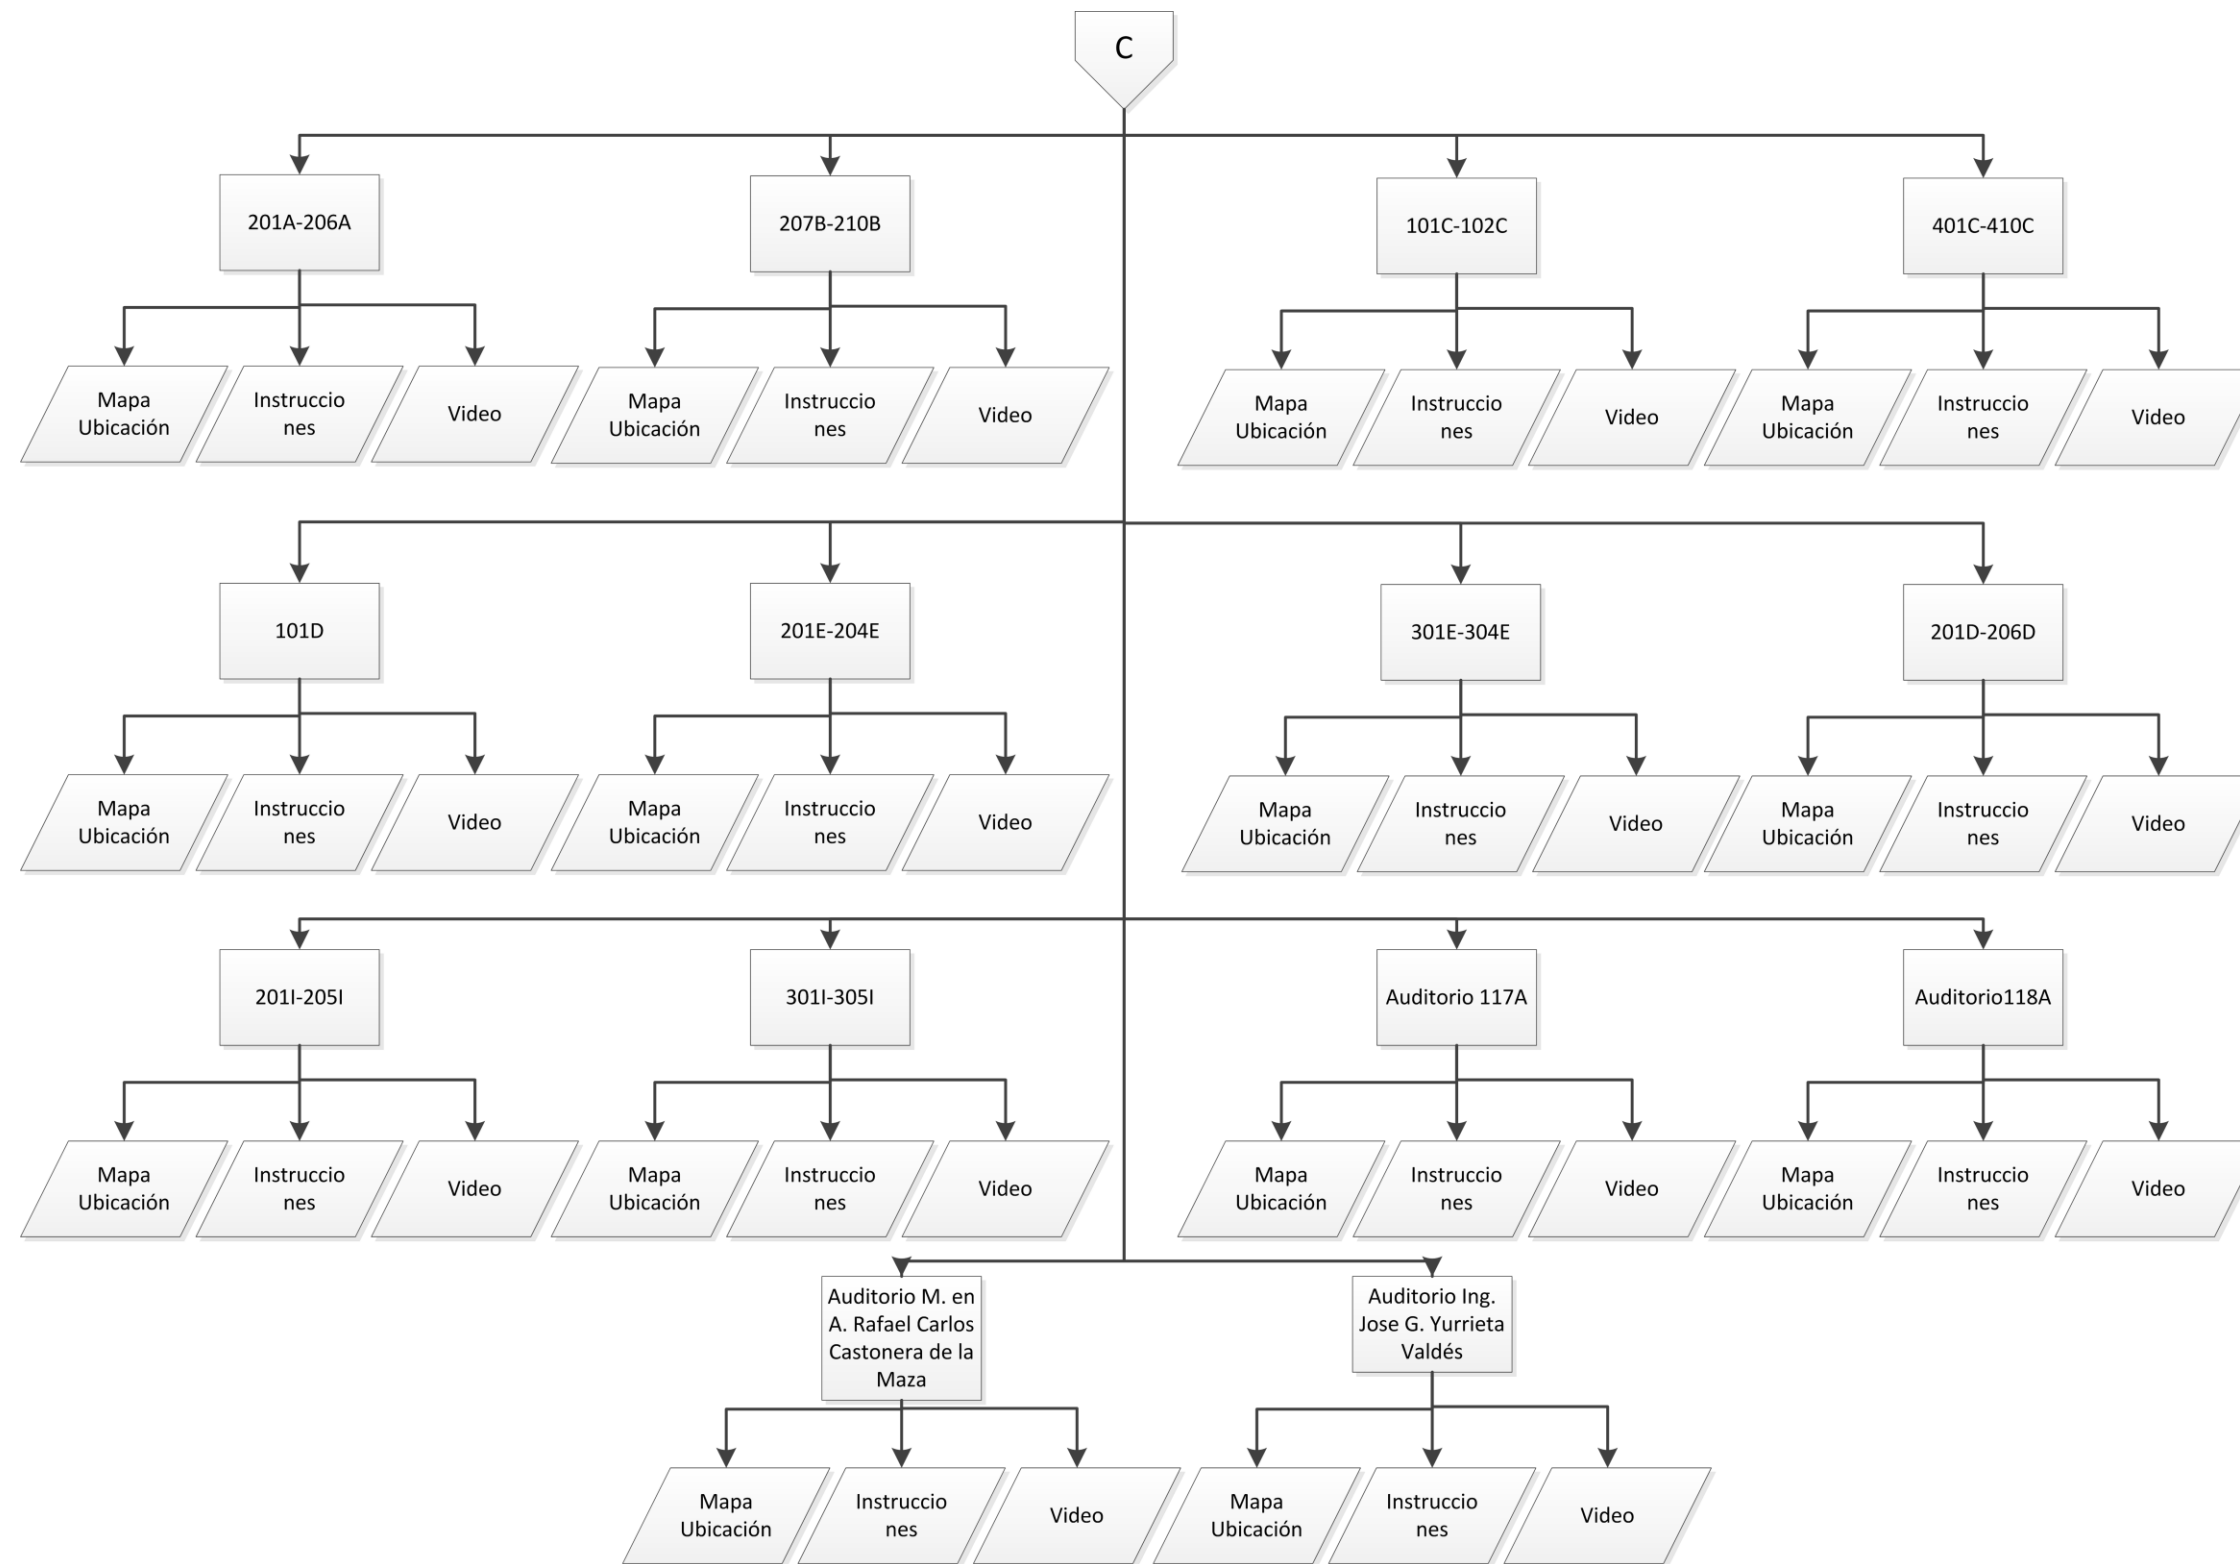 C
201A-206A
207B-210B
101C-102C
401C-410C
Mapa
Ubicación
Instruccio
nes
Video
Mapa
Ubicación
Instruccio
nes
Video
Mapa
Ubicación
Instruccio
nes
Video
Mapa
Ubicación
Instruccio
nes
Video
101D
201E-204E
301E-304E
201D-206D
Mapa
Ubicación
Instruccio
nes
Video
Mapa
Ubicación
Instruccio
nes
Video
Mapa
Ubicación
Instruccio
nes
Video
Mapa
Ubicación
Instruccio
nes
Video
201I-205I
301I-305I
Auditorio 117A
Auditorio118A
Mapa
Ubicación
Instruccio
nes
Video
Mapa
Ubicación
Instruccio
nes
Video
Mapa
Ubicación
Instruccio
nes
Video
Mapa
Ubicación
Instruccio
nes
Video
Auditorio M. en
A. Rafael Carlos
Castonera de la
Maza
Auditorio Ing.
Jose G. Yurrieta
Valdés
Mapa
Ubicación
Instruccio
nes
Video
Mapa
Ubicación
Instruccio
nes
Video